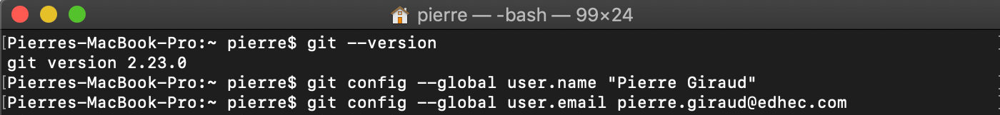 pierre — -bash — 99×24
[Pierres-MacBook-Pro:~ pierre$ git --version
git version 2.23.0
[Pierres-MacBook-Pro:~ pierre$ git config --global user.name "Pierre Giraud"
[Pierres-MacBook-Pro:~ pierre$ git config --global user.email pierre.giraud@edhec.com